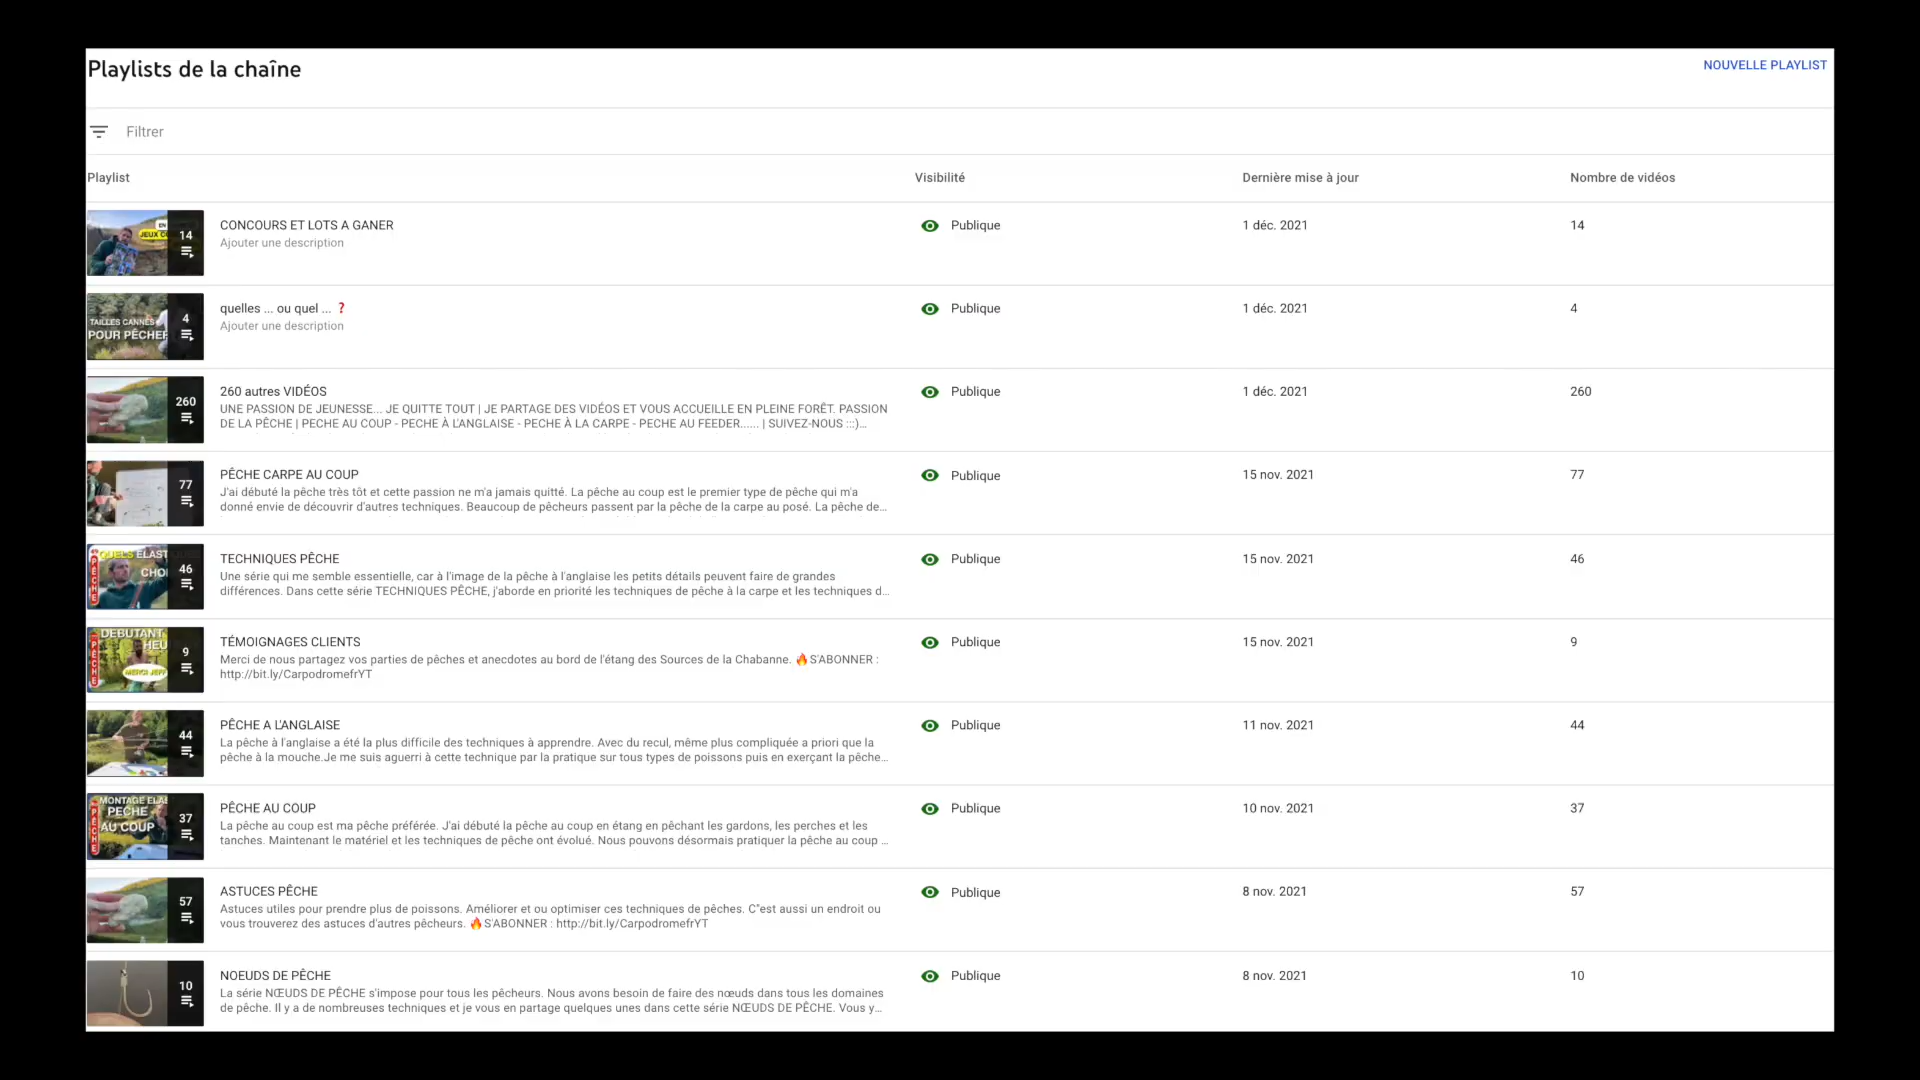 Playlists de la chaîne
NOUVELLE PLAYLIST
Filtrer
Playlist
Visibilité
Dernière mise à jour
Nombre de vidéos
EN
JEUX CO
14
CONCOURS ET LOTS A GANER
Ajouter une description
Publique
1 déc. 2021
14
TAILLES CANNES
POUR PÊCHER
4
quelles ... ou quel ... ❓
Ajouter une description
Publique
1 déc. 2021
4
260
260 autres VIDÉOS
UNE PASSION DE JEUNESSE... JE QUITTE TOUT | JE PARTAGE DES VIDÉOS ET VOUS ACCUEILLE EN PLEINE FORÊT. PASSION
DE LA PÊCHE | PECHE AU COUP - PECHE À L'ANGLAISE - PECHE À LA CARPE - PECHE AU FEEDER...... | SUIVEZ-NOUS :::)...
Publique
1 déc. 2021
260
77
PÊCHE CARPE AU COUP
J'ai débuté la pêche très tôt et cette passion ne m'a jamais quitté. La pêche au coup est le premier type de pêche qui m'a
donné envie de découvrir d'autres techniques. Beaucoup de pêcheurs passent par la pêche de la carpe au posé. La pêche de...
Publique
15 nov. 2021
77
QUELS ELAST
CHOI
PÊCHE
46
TECHNIQUES PÊCHE
Une série qui me semble essentielle, car à l'image de la pêche à l'anglaise les petits détails peuvent faire de grandes
différences. Dans cette série TECHNIQUES PÊCHE, j'aborde en priorité les techniques de pêche à la carpe et les techniques d...
Publique
15 nov. 2021
46
DEBUTANT
HEU
PÊCHE
MERCI JEFF
9
TÉMOIGNAGES CLIENTS
Merci de nous partagez vos parties de pêches et anecdotes au bord de l'étang des Sources de la Chabanne. 🔥S'ABONNER :
http://bit.ly/CarpodromefrYT
Publique
15 nov. 2021
9
44
PÊCHE A L'ANGLAISE
La pêche à l'anglaise a été la plus difficile des techniques à apprendre. Avec du recul, même plus compliquée a priori que la
pêche à la mouche.Je me suis aguerri à cette technique par la pratique sur tous types de poissons puis en exerçant la pêche...
Publique
11 nov. 2021
44
MONTAGE ELAS
PECHE
AU COUP
PÊCHE
37
PÊCHE AU COUP
La pêche au coup est ma pêche préférée. J'ai débuté la pêche au coup en étang en pêchant les gardons, les perches et les
tanches. Maintenant le matériel et les techniques de pêche ont évolué. Nous pouvons désormais pratiquer la pêche au coup ...
Publique
10 nov. 2021
37
57
ASTUCES PÊCHE
Astuces utiles pour prendre plus de poissons. Améliorer et ou optimiser ces techniques de pêches. C"est aussi un endroit ou
vous trouverez des astuces d'autres pêcheurs. 🔥S'ABONNER : http://bit.ly/CarpodromefrYT
Publique
8 nov. 2021
57
10
NOEUDS DE PÊCHE
La série NŒUDS DE PÊCHE s'impose pour tous les pêcheurs. Nous avons besoin de faire des nœuds dans tous les domaines
de pêche. Il y a de nombreuses techniques et je vous en partage quelques unes dans cette série NŒUDS DE PÊCHE. Vous y...
Publique
8 nov. 2021
10